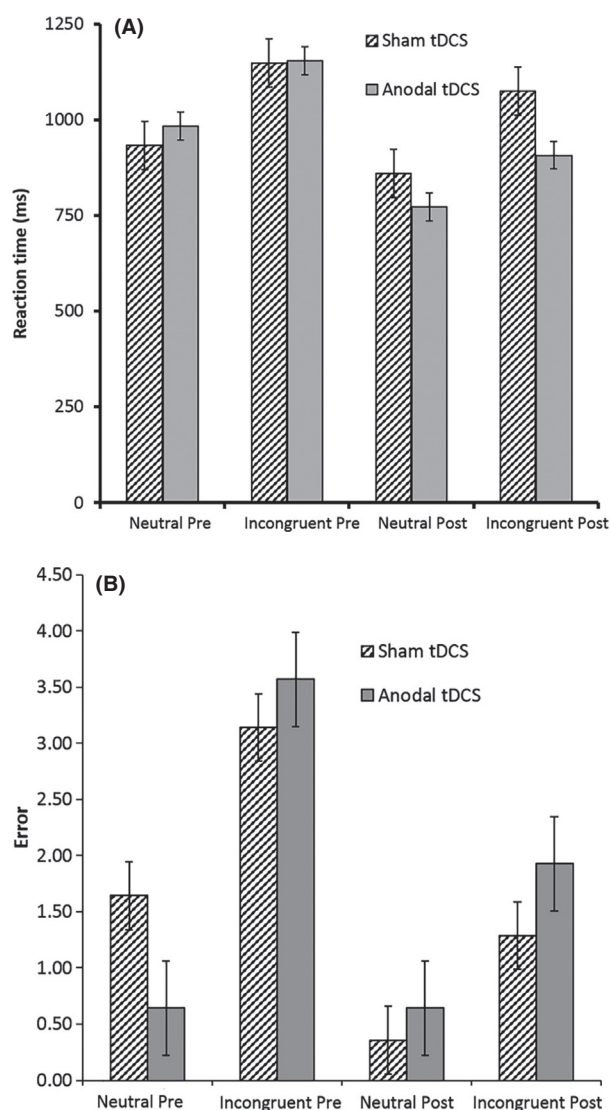 1250
(A)
Sham tDCS
Anodal tDCS
1000
750
500
250
0
Reaction time (ms)
Neutral Pre
Incongruent Pre
Neutral Post
Incongruent Post
4.50
(B)
4.00
Sham tDCS
3.50
Anodal tDCS
3.00
2.50
2.00
1.50
1.00
0.50
0.00
Error
Neutral Pre
Incongruent Pre
Neutral Post
Incongruent Post